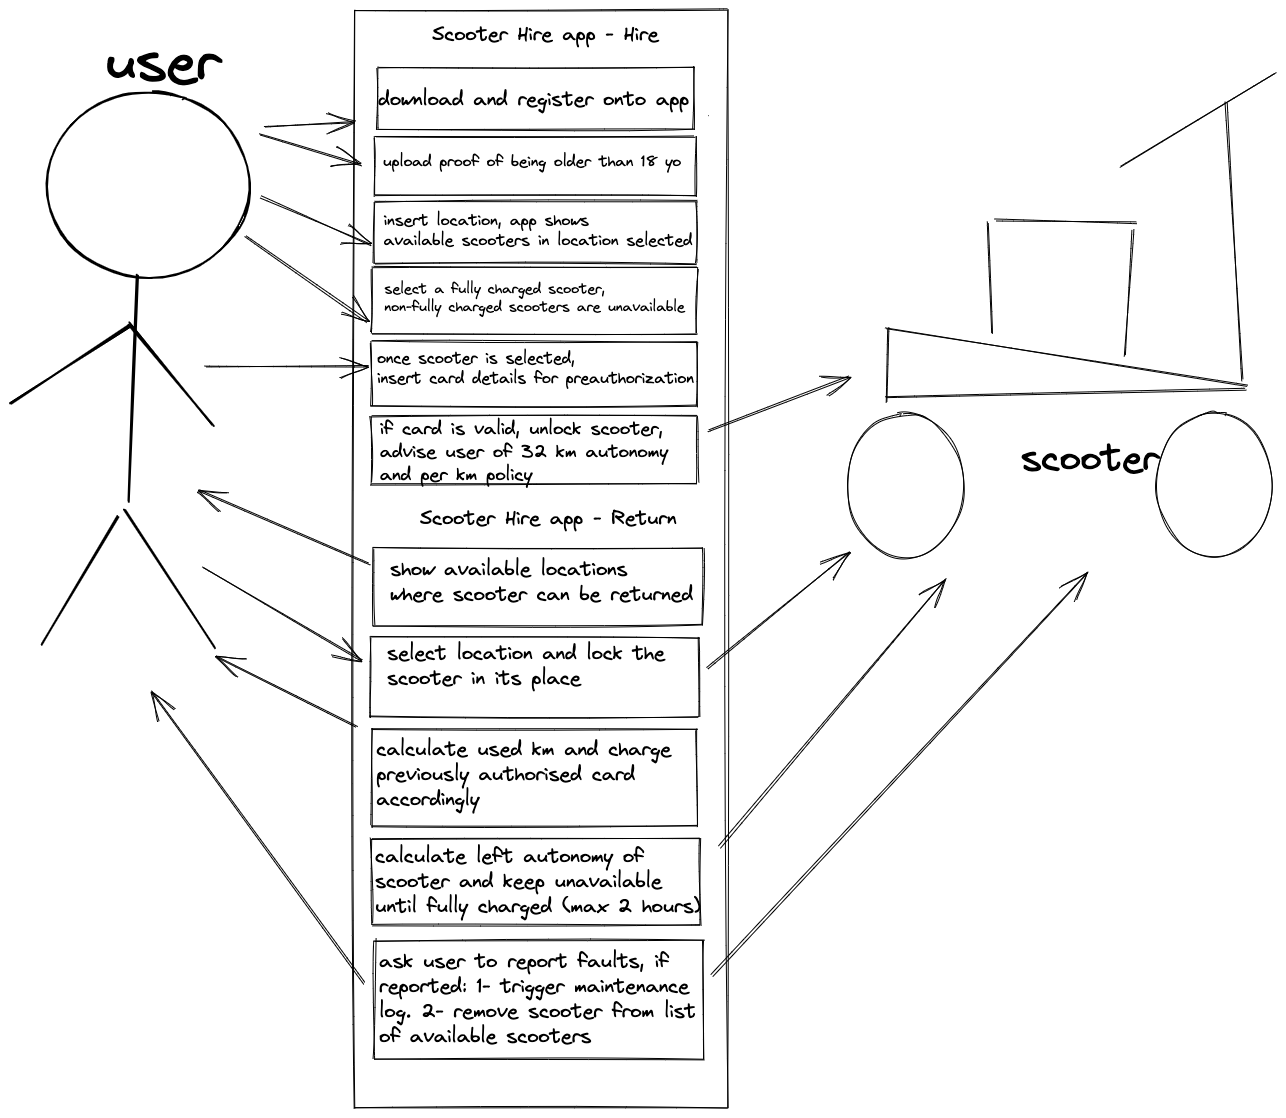 user
Scooter Hire app - Hire
download and register onto app
upload proof of being older than 18 yo
insert location, app shows
available scooters in location selected
select a fully charged scooter,
non-fully charged scooters are unavailable
once scooter is selected,
insert card details for preauthorization
if card is valid, unlock scooter,
advise user of 32 km autonomy
and per km policy
scooter
Scooter Hire app - Return
show available locations
where scooter can be returned
select location and lock the
scooter in its place
calculate used km and charge
previously authorised card
accordingly
calculate left autonomy of
scooter and keep unavailable
until fully charged (max 2 hours)
ask user to report faults, if
reported: 1- trigger maintenance
log. 2- remove scooter from list
of available scooters